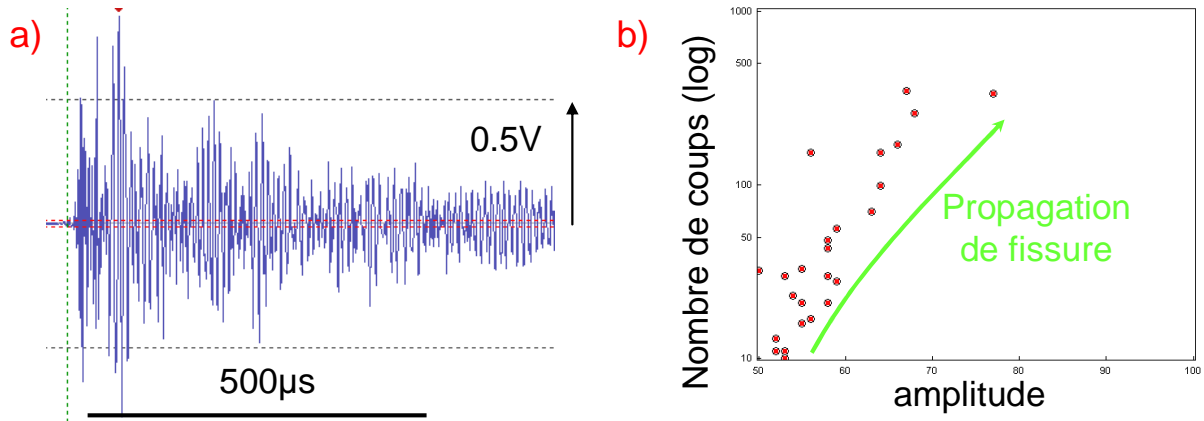 a)
0.5V
500µs
b)
Nombre de coups (log)
1000
500
100
50
10
Propagation
de fissure
50
60
70
80
90
100
amplitude